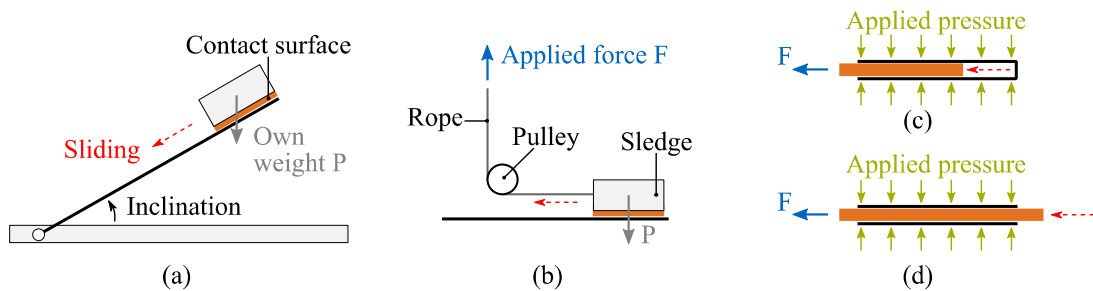 Contact surface
Own
weight P
Sliding
Inclination
(a)
Applied force F
Rope
Pulley
Sledge
P
(b)
Applied pressure
F
(c)
Applied pressure
F
(d)